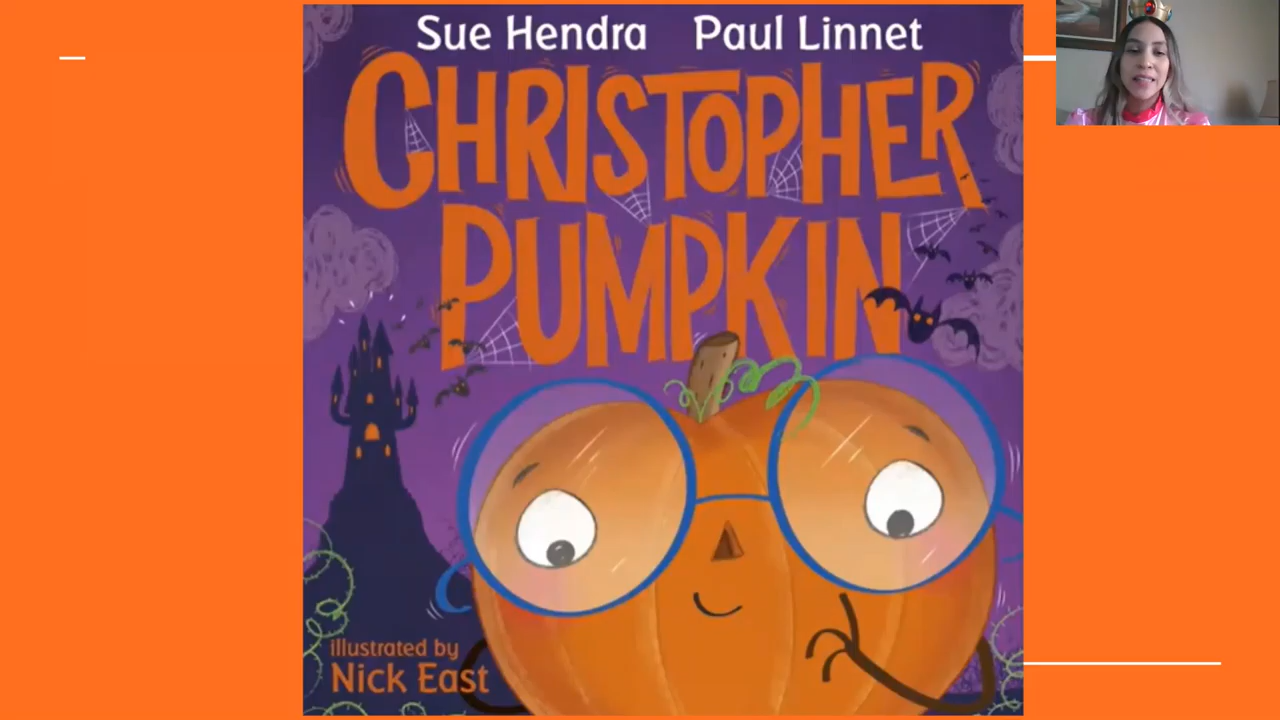 Sue Hendra Paul Linnet
CHRISTOPHER
PUMPKIN
illustrated by
Nick East